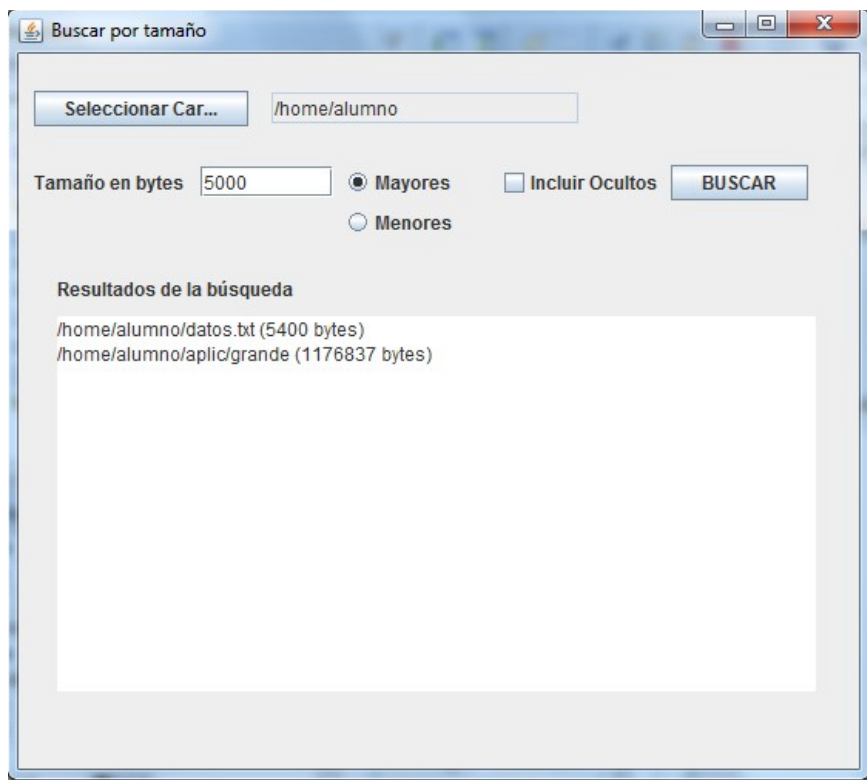 Buscar por tamaño
Seleccionar Car... /home/alumno
Tamaño en bytes 5000 Mayores Incluir Ocultos BUSCAR
Menores
Resultados de la búsqueda
/home/alumno/datos.txt (5400 bytes)
/home/alumno/aplic/grande (1176837 bytes)